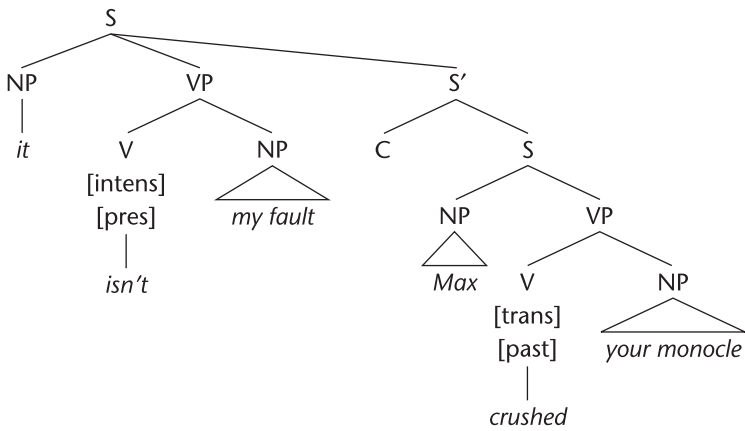 S
NP VP S′
it V NP C S
[intens]
[pres] my fault NP VP
isn't Max V NP
[trans]
[past] your monocle
crushed